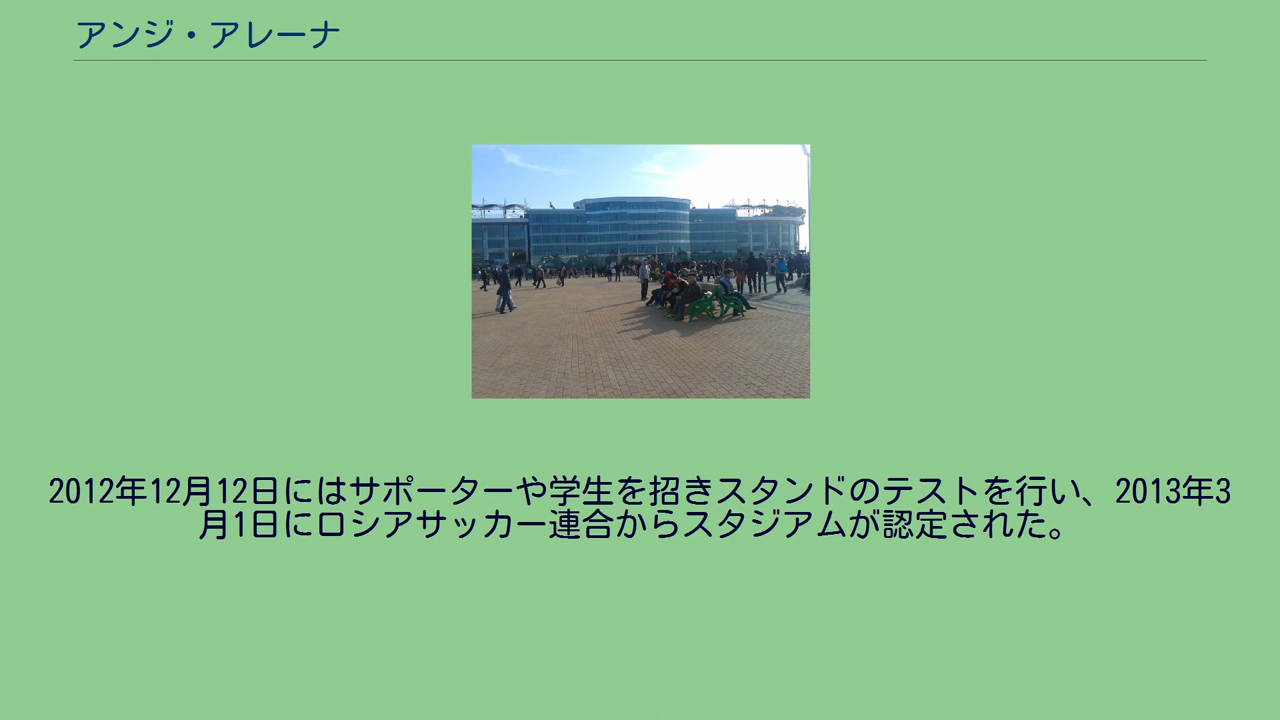 アンジ・アレーナ
2012年12月12日にはサポーターや学生を招きスタンドのテストを行い、2013年3
月1日にロシアサッカー連合からスタジアムが認定された。